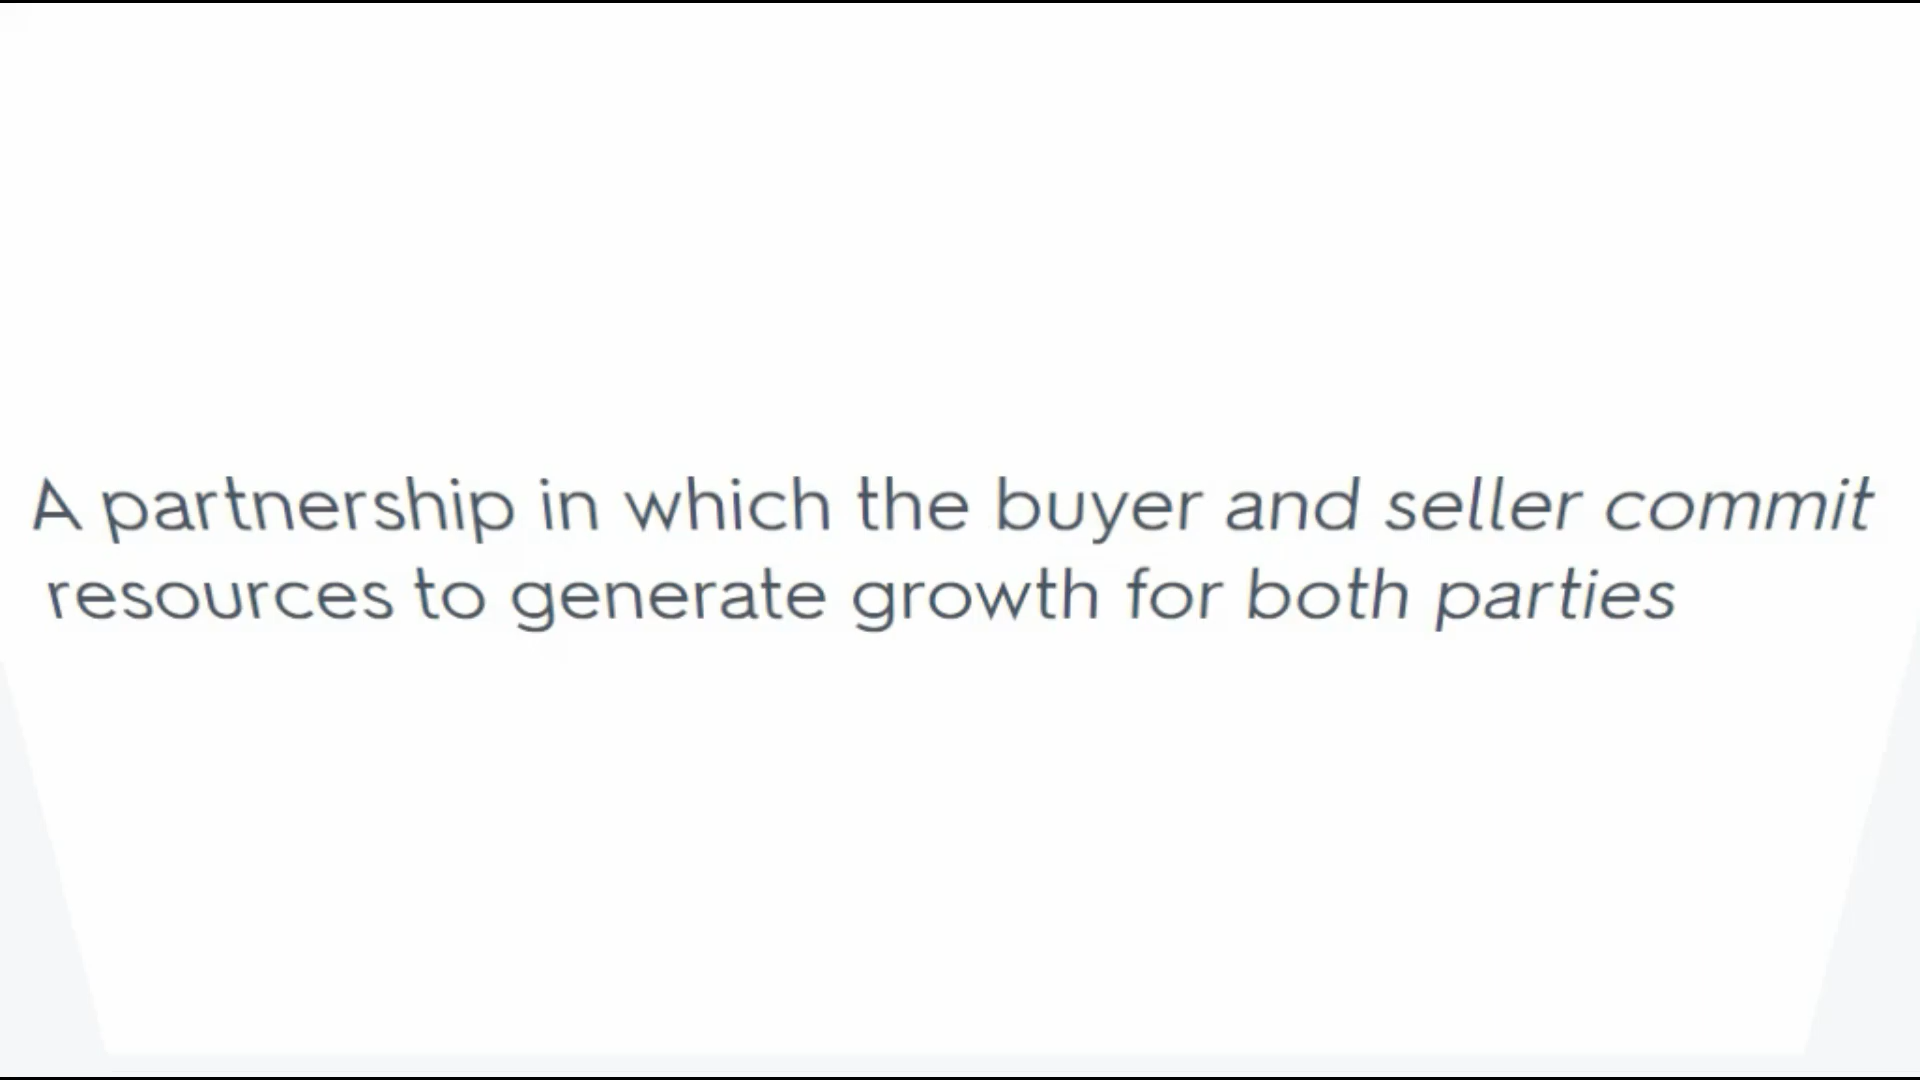 A partnership in which the buyer and seller commit
resources to generate growth for both parties